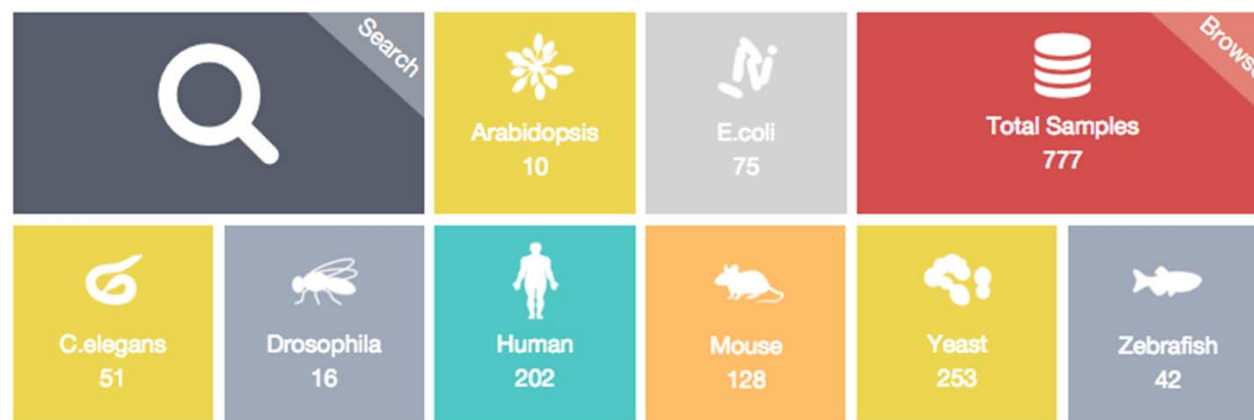 Search
Arabidopsis
10
E.coli
75
Brows
Total Samples
777
C.elegans
51
Drosophila
16
Human
202
Mouse
128
Yeast
253
Zebrafish
42